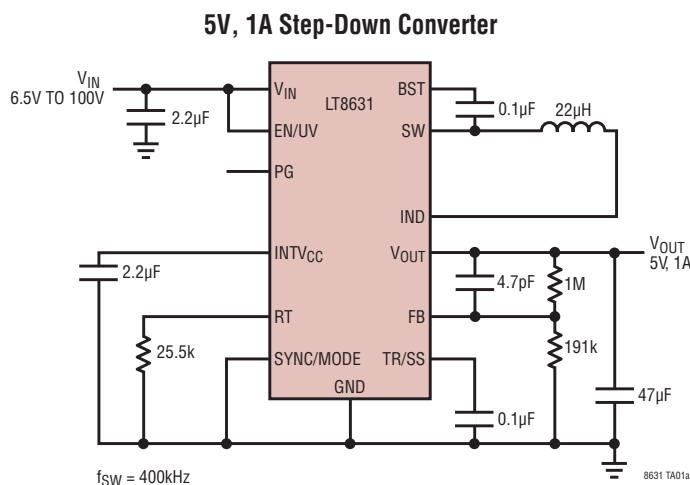 5V, 1A Step-Down Converter
VIN
6.5V TO 100V
2.2µF
VIN
LT8631
BST
0.1µF
22µH
EN/UV
SW
PG
IND
INTVCC
VOUT
VOUT
5V, 1A
2.2µF
4.7pF
1M
RT
FB
25.5k
191k
SYNC/MODE
TR/SS
GND
47µF
0.1µF
fSW = 400kHz
8631 TA01a